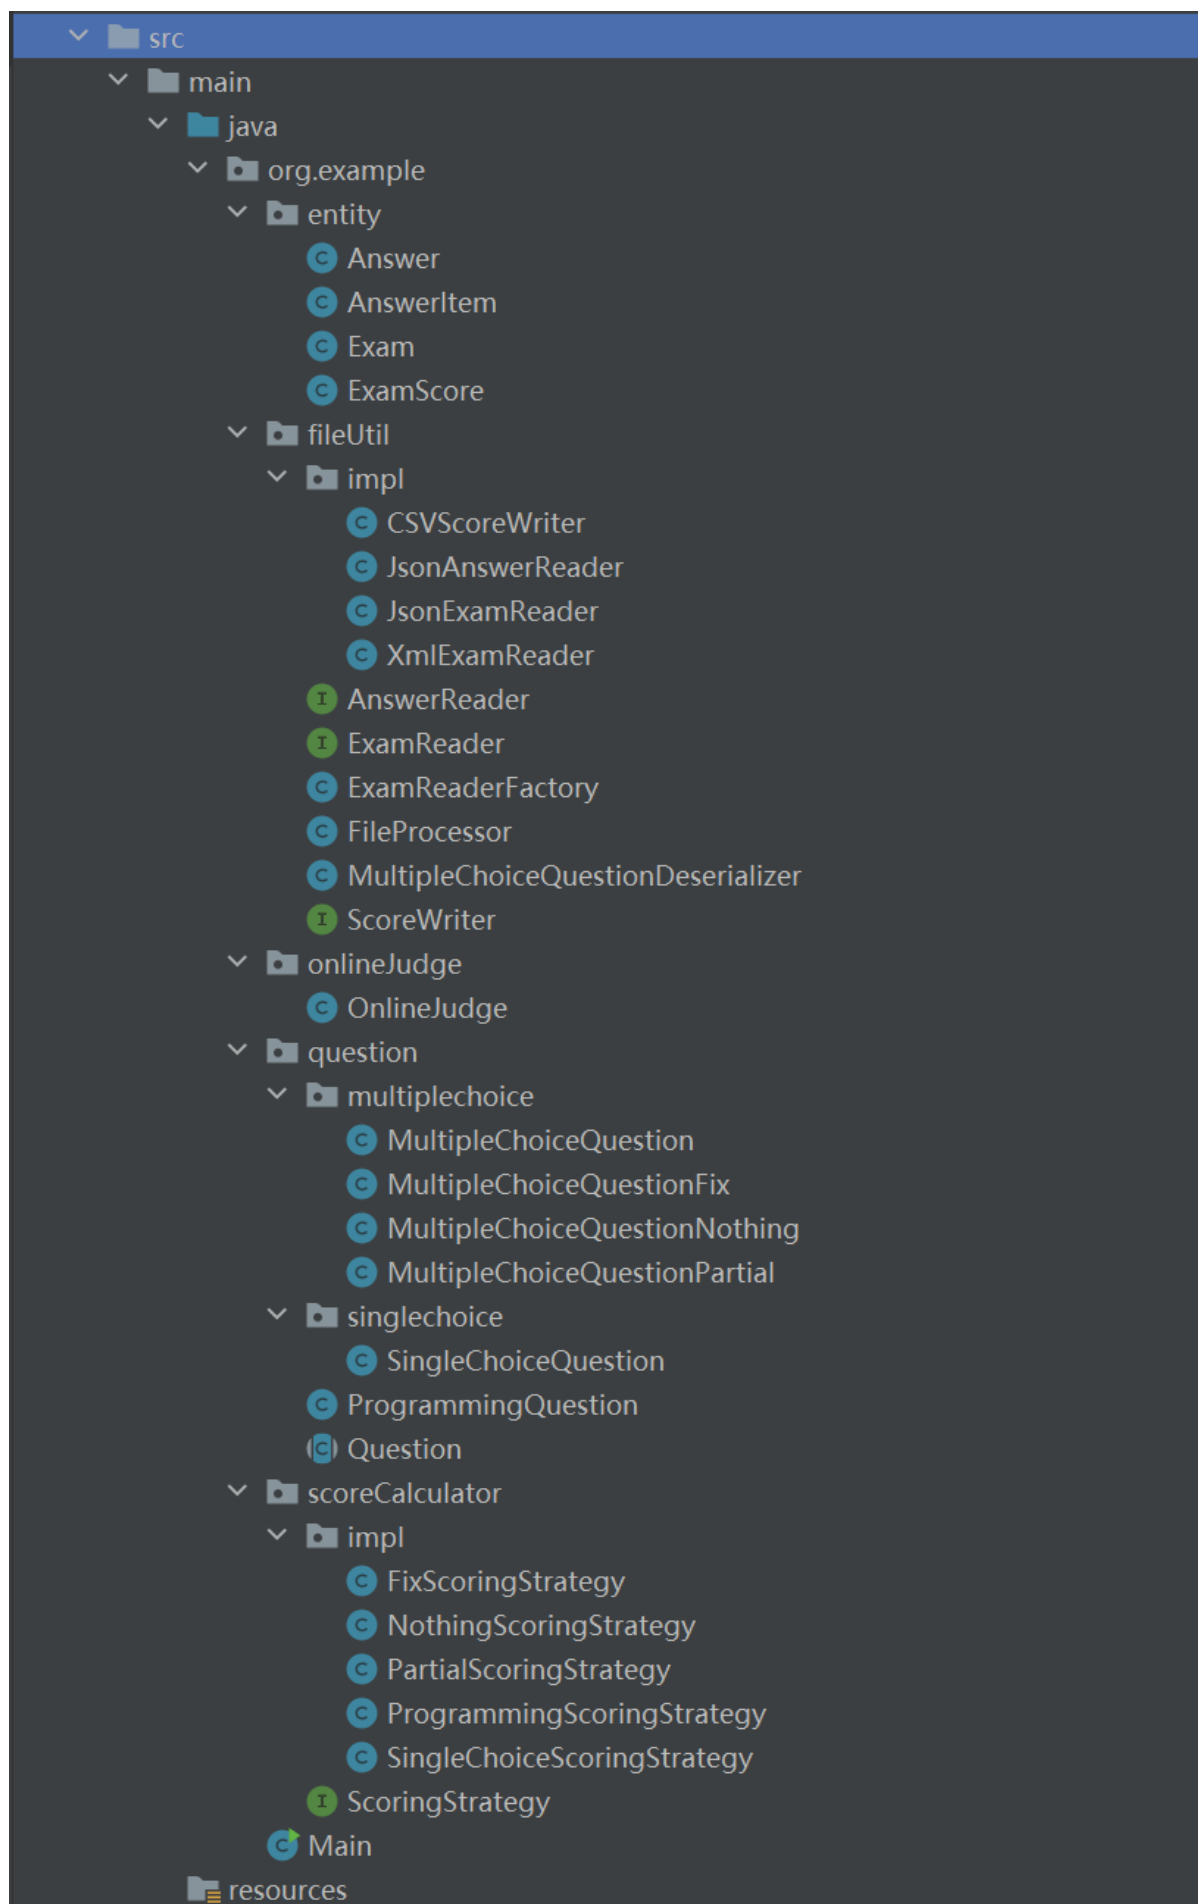 src
main
java
org.example
entity
Answer
AnswerItem
Exam
ExamScore
fileUtil
impl
CSVScoreWriter
JsonAnswerReader
JsonExamReader
XmlExamReader
AnswerReader
ExamReader
ExamReaderFactory
FileProcessor
MultipleChoiceQuestionDeserializer
ScoreWriter
onlineJudge
OnlineJudge
question
multiplechoice
MultipleChoiceQuestion
MultipleChoiceQuestionFix
MultipleChoiceQuestionNothing
MultipleChoiceQuestionPartial
singlechoice
SingleChoiceQuestion
ProgrammingQuestion
Question
scoreCalculator
impl
FixScoringStrategy
NothingScoringStrategy
PartialScoringStrategy
ProgrammingScoringStrategy
SingleChoiceScoringStrategy
ScoringStrategy
Main
resources